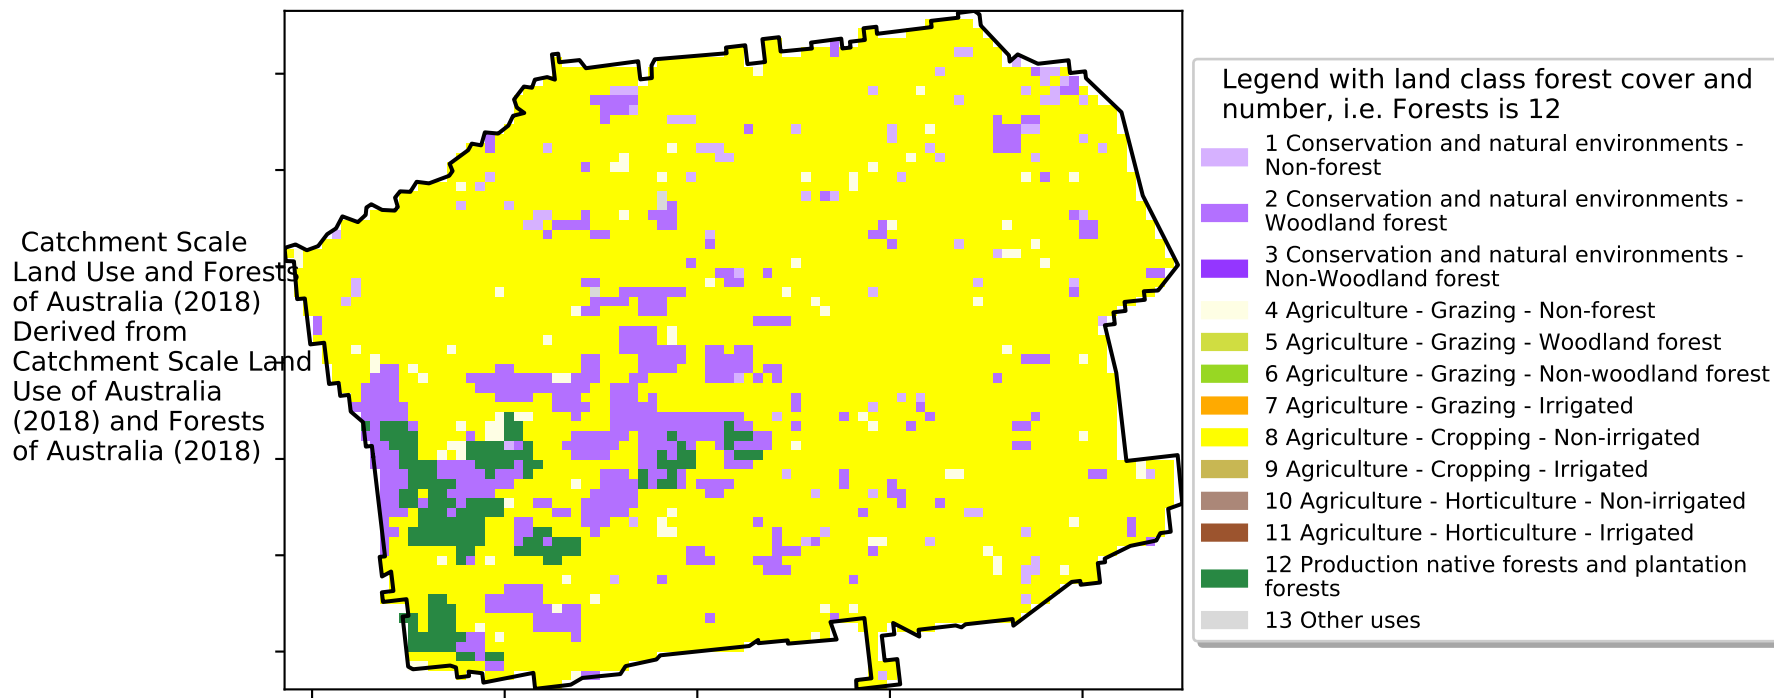 Catchment Scale
Land Use and Forests
of Australia (2018)
Derived from
Catchment Scale Land
Use of Australia
(2018) and Forests
of Australia (2018)
Legend with land class forest cover and
number, i.e. Forests is 12
1 Conservation and natural environments -
Non-forest
2 Conservation and natural environments -
Woodland forest
3 Conservation and natural environments -
Non-Woodland forest
4 Agriculture - Grazing - Non-forest
5 Agriculture - Grazing - Woodland forest
6 Agriculture - Grazing - Non-woodland forest
7 Agriculture - Grazing - Irrigated
8 Agriculture - Cropping - Non-irrigated
9 Agriculture - Cropping - Irrigated
10 Agriculture - Horticulture - Non-irrigated
11 Agriculture - Horticulture - Irrigated
12 Production native forests and plantation
forests
13 Other uses